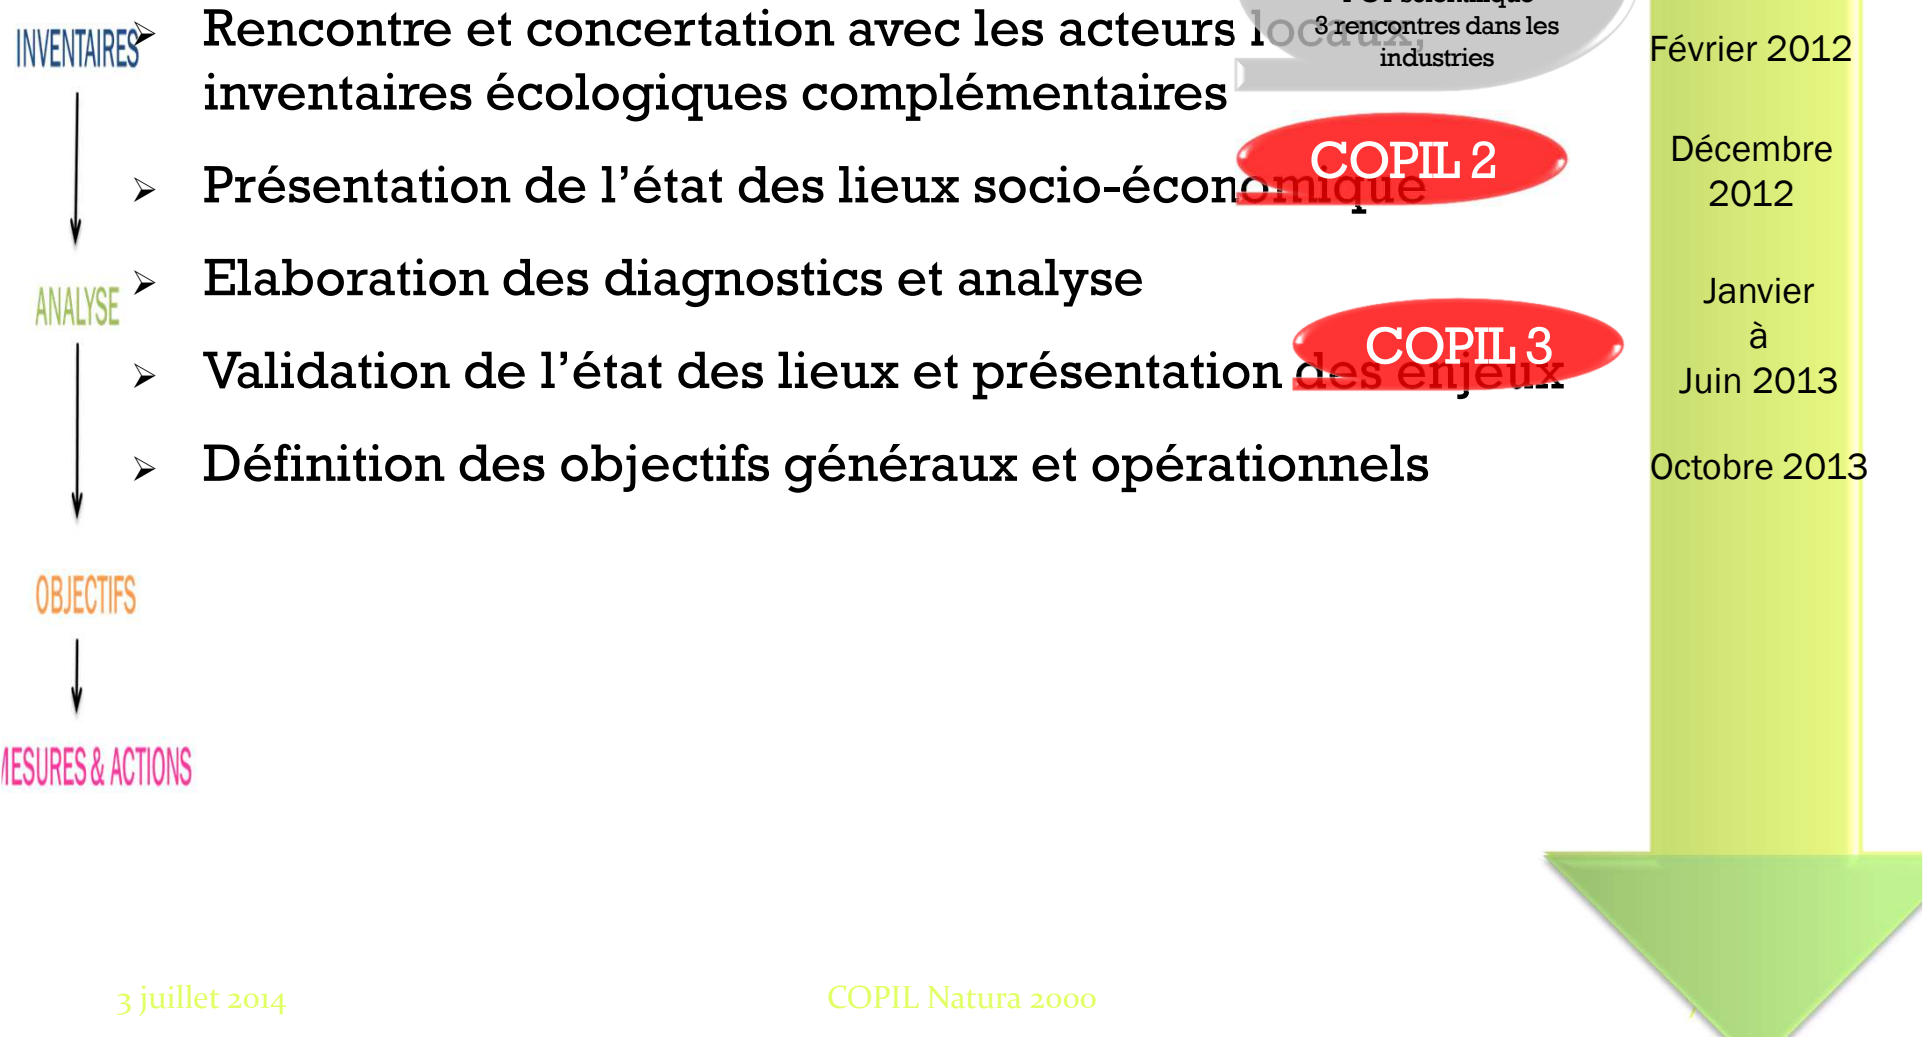 scientifique
3 rencontres dans les
industries
INVENTAIRES
➢ Rencontre et concertation avec les acteurs locaux,
inventaires écologiques complémentaires
Février 2012
COPIL 2
Décembre
2012
➢ Présentation de l’état des lieux socio-économique
ANALYSE
➢ Elaboration des diagnostics et analyse
Janvier
à
Juin 2013
COPIL 3
➢ Validation de l’état des lieux et présentation des enjeux
➢ Définition des objectifs généraux et opérationnels
Octobre 2013
OBJECTIFS
MESURES & ACTIONS
3 juillet 2014
COPIL Natura 2000